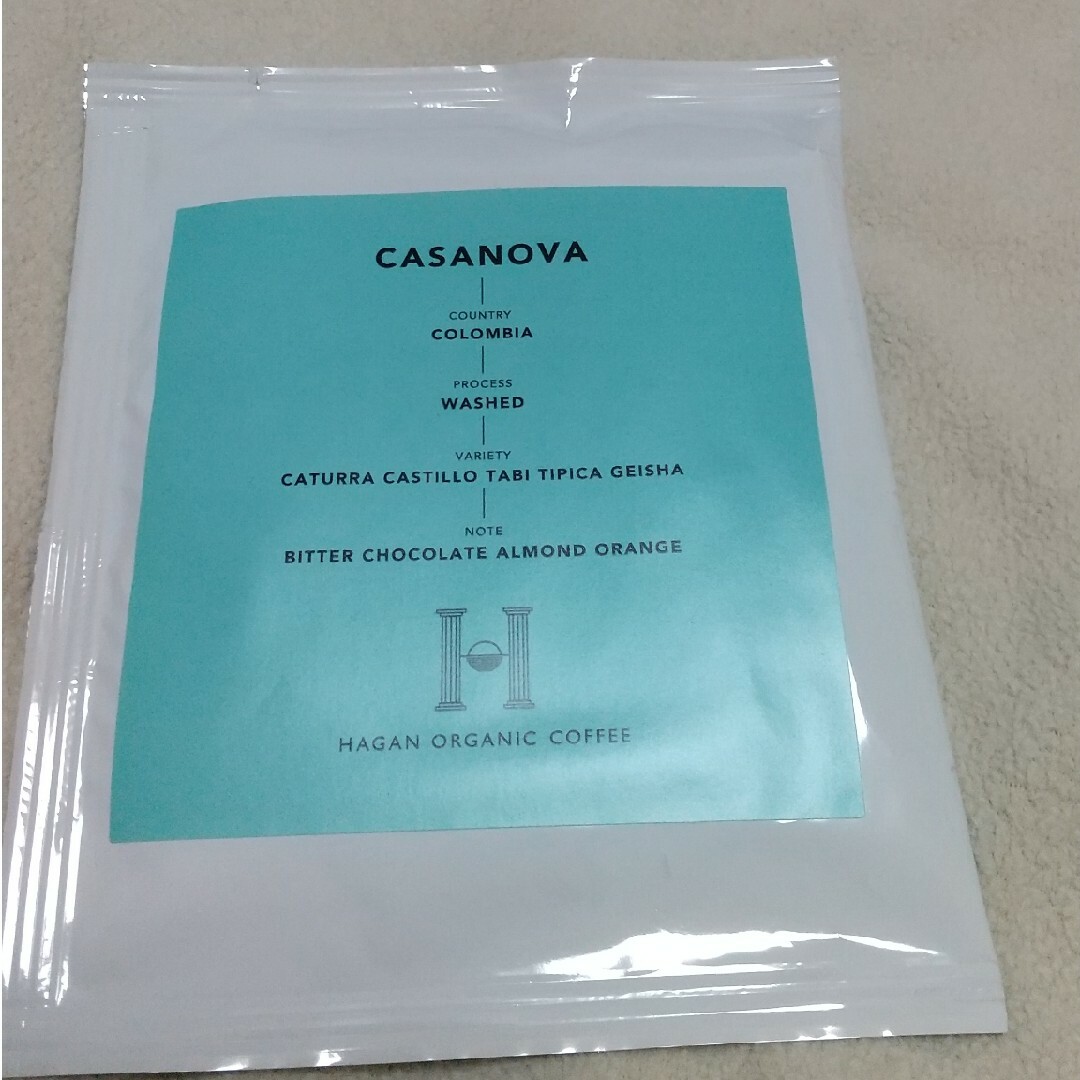 CASANOVA
COUNTRY
COLOMBIA
PROCESS
WASHED
VARIETY
CATURRA CASTILLO TABI TIPICA GEISHA
NOTE
BITTER CHOCOLATE ALMOND ORANGE
H
HAGAN ORGANIC COFFEE